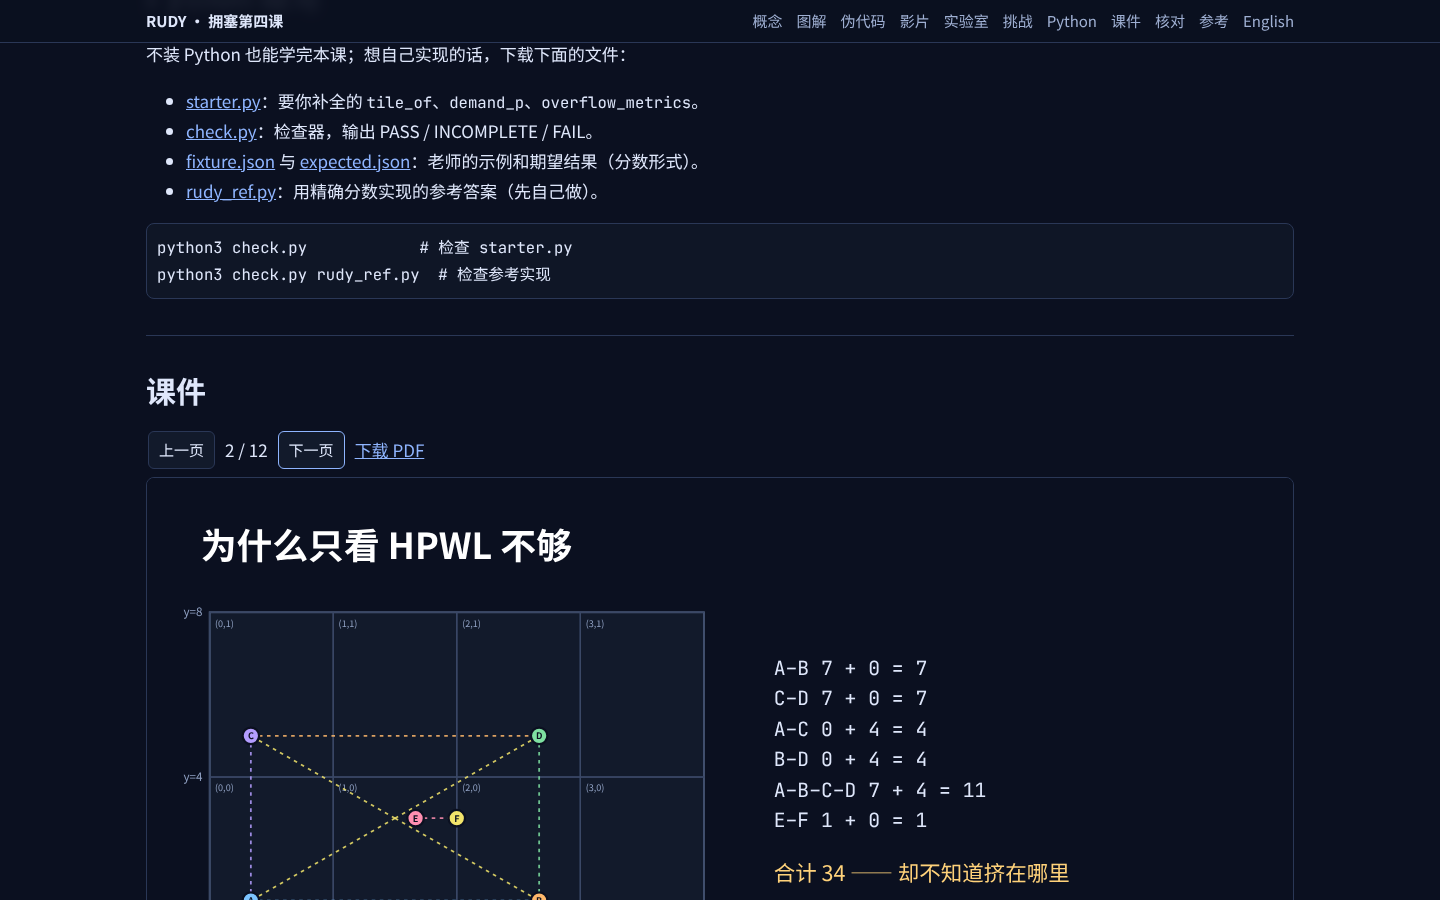 RUDY · 拥塞第四课
概念 图解 伪代码 影片 实验室 挑战 Python 课件 核对 参考 English
不装 Python 也能学完本课；想自己实现的话，下载下面的文件：
starter.py：要你补全的 tile_of、demand_p、overflow_metrics。
check.py：检查器，输出 PASS / INCOMPLETE / FAIL。
fixture.json 与 expected.json：老师的示例和期望结果（分数形式）。
rudy_ref.py：用精确分数实现的参考答案（先自己做）。
python3 check.py # 检查 starter.py
python3 check.py rudy_ref.py # 检查参考实现
课件
上一页 2 / 12 下一页 下载 PDF
为什么只看 HPWL 不够
y=8
(0,1) (1,1) (2,1) (3,1)
C D
y=4
(0,0) (1,0) (2,0) (3,0)
E F
A-B 7 + 0 = 7
C-D 7 + 0 = 7
A-C 0 + 4 = 4
B-D 0 + 4 = 4
A-B-C-D 7 + 4 = 11
E-F 1 + 0 = 1
合计 34 —— 却不知道挤在哪里